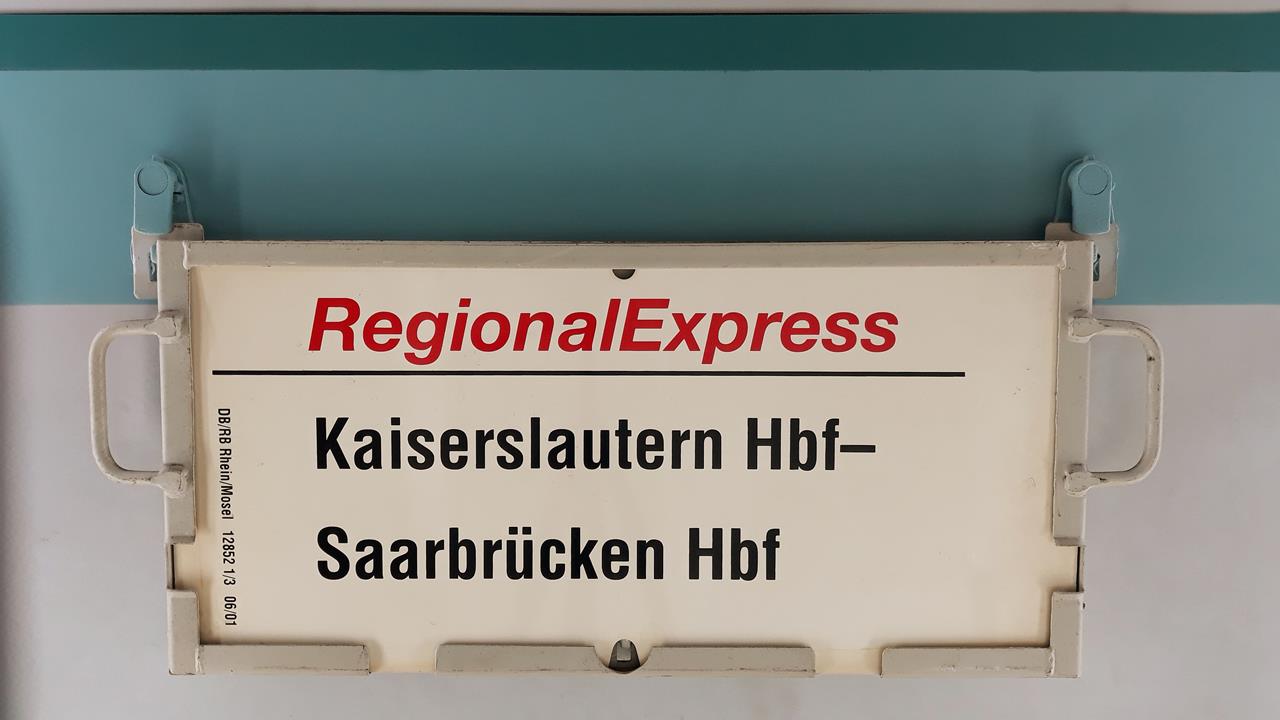 RegionalExpress
Kaiserslautern Hbf–
Saarbrücken Hbf
DB/RB Rhein/Mosel 12852 1/3 06/01